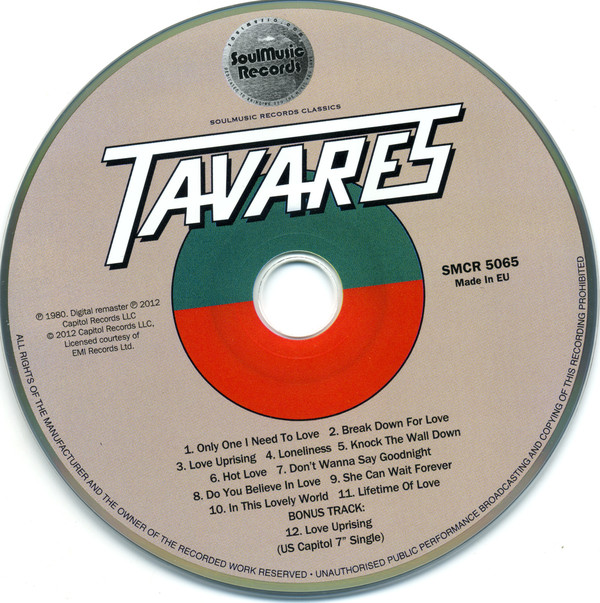 soulmusic.com
SoulMusic
Records
SOULMUSIC RECORDS CLASSICS
TAVARES
SMCR 5065
Made In EU
℗ 1980. Digital remaster ℗ 2012
Capitol Records LLC
© 2012 Capitol Records LLC,
Licensed courtesy of
EMI Records Ltd.
1. Only One I Need To Love  2. Break Down For Love
3. Love Uprising  4. Loneliness  5. Knock The Wall Down
6. Hot Love  7. Don't Wanna Say Goodnight
8. Do You Believe In Love  9. She Can Wait Forever
10. In This Lovely World  11. Lifetime Of Love
BONUS TRACK:
12. Love Uprising
(US Capitol 7" Single)
ALL RIGHTS OF THE MANUFACTURER AND THE OWNER OF THE RECORDED WORK RESERVED • UNAUTHORISED PUBLIC PERFORMANCE BROADCASTING AND COPYING OF THIS RECORDING PROHIBITED